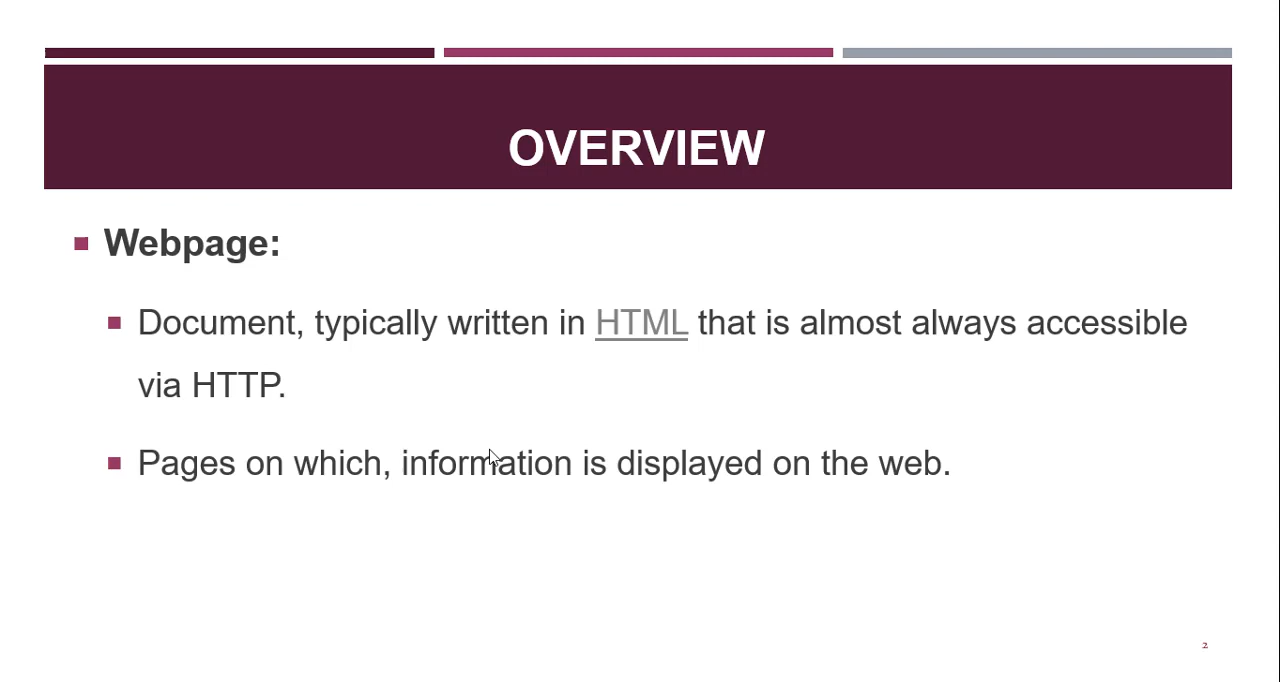 OVERVIEW
Webpage:
Document, typically written in HTML that is almost always accessible
via HTTP.
Pages on which, information is displayed on the web.
2